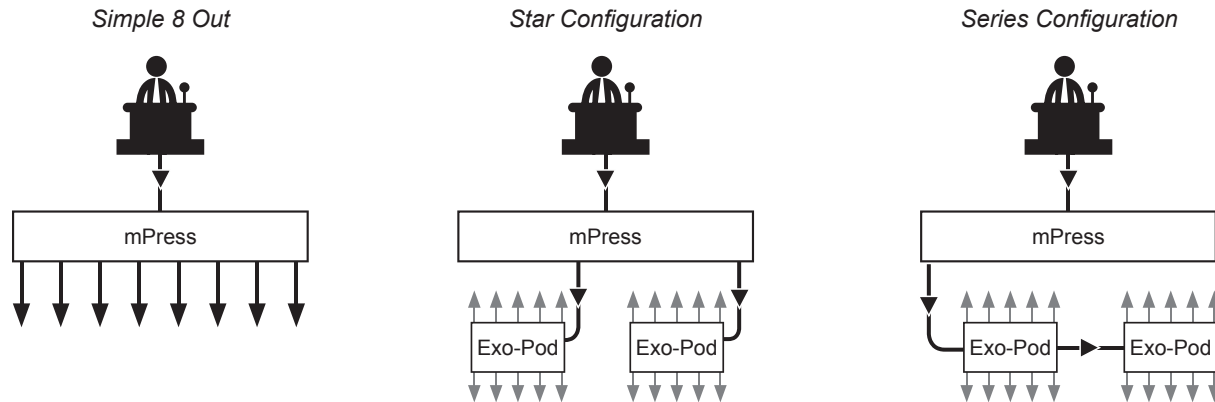 Simple 8 Out
Star Configuration
Series Configuration
mPress
mPress
mPress
Exo-Pod
Exo-Pod
Exo-Pod
Exo-Pod